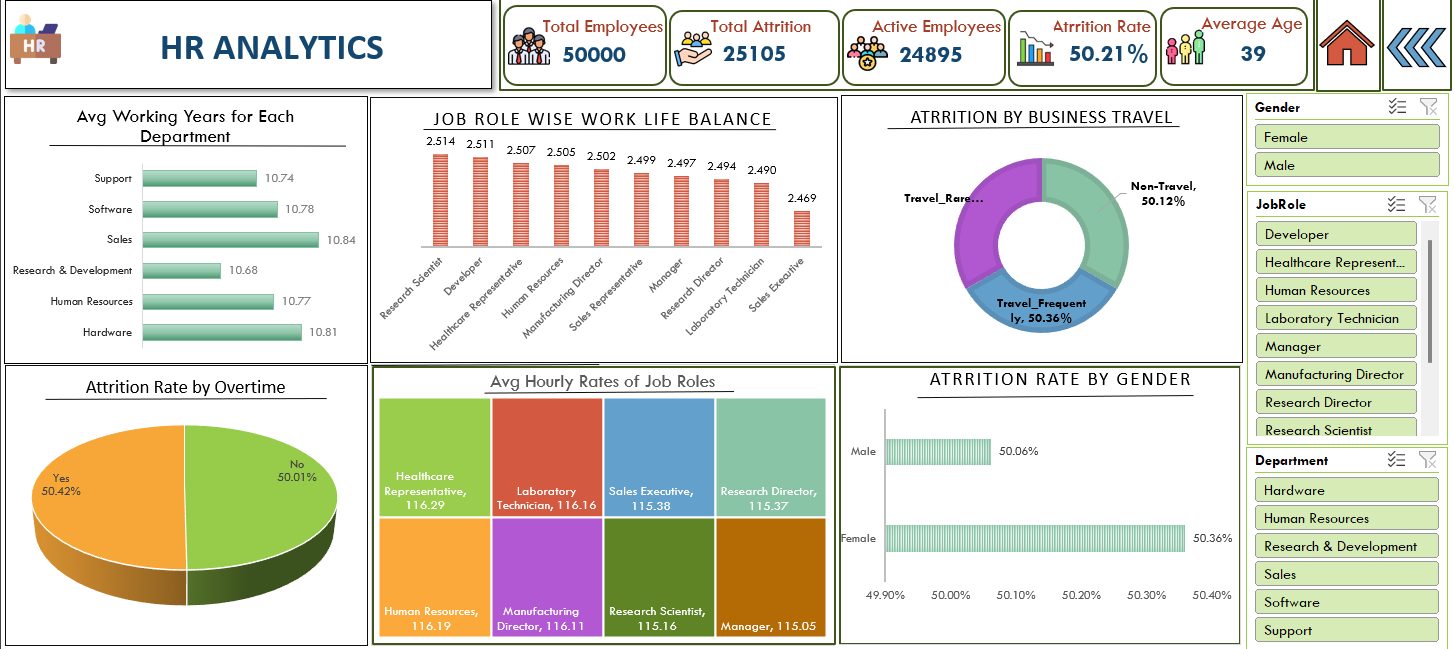 HR
HR ANALYTICS
Total Employees
50000
Total Attrition
25105
Active Employees
24895
Atrrition Rate
50.21%
Average Age
39
Avg Working Years for Each
Department
Support
10.74
Software
10.78
Sales
10.84
Research & Development
10.68
Human Resources
10.77
Hardware
10.81
JOB ROLE WISE WORK LIFE BALANCE
2.514
2.511
2.507
2.505
2.502
2.499
2.497
2.494
2.490
2.469
Research Scientist
Developer
Healthcare Representative
Human Resources
Manufacturing Director
Sales Representative
Manager
Research Director
Laboratory Technician
Sales Executive
ATRRITION BY BUSINESS TRAVEL
Travel_Rare...
Non-Travel,
50.12%
Travel_Frequent
ly, 50.36%
Gender
Female
Male
JobRole
Developer
Healthcare Represent...
Human Resources
Laboratory Technician
Manager
Manufacturing Director
Research Director
Research Scientist
Attrition Rate by Overtime
Yes
50.42%
No
50.01%
Avg Hourly Rates of Job Roles
Healthcare
Representative,
116.29
Laboratory
Technician, 116.16
Sales Executive,
115.38
Research Director,
115.37
Human Resources,
116.19
Manufacturing
Director, 116.11
Research Scientist,
115.16
Manager, 115.05
ATRRITION RATE BY GENDER
Male
50.06%
Female
50.36%
49.90%
50.00%
50.10%
50.20%
50.30%
50.40%
Department
Hardware
Human Resources
Research & Development
Sales
Software
Support